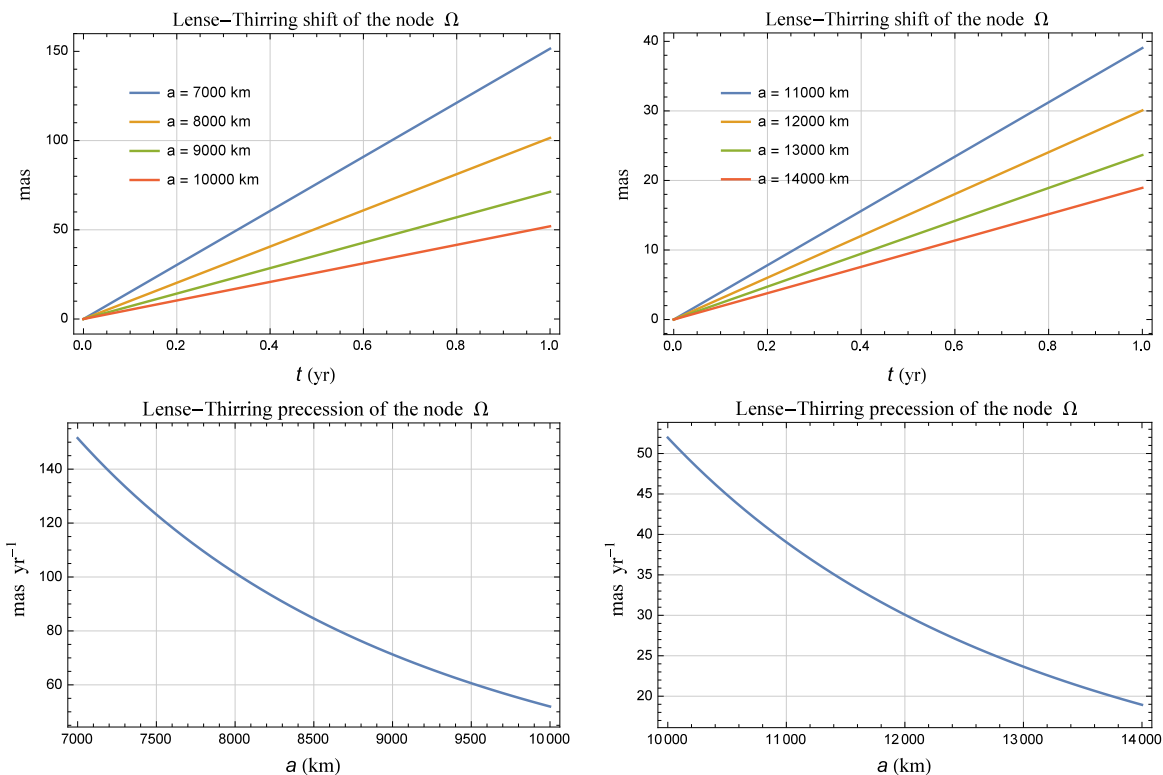 Lense−Thirring shift of the node Ω
mas
150
100
50
0
a = 7000 km
a = 8000 km
a = 9000 km
a = 10000 km
0.0 0.2 0.4 0.6 0.8 1.0
t (yr)
Lense−Thirring shift of the node Ω
mas
40
30
20
10
0
a = 11000 km
a = 12000 km
a = 13000 km
a = 14000 km
0.0 0.2 0.4 0.6 0.8 1.0
t (yr)
Lense−Thirring precession of the node Ω
mas yr⁻¹
140
120
100
80
60
7000 7500 8000 8500 9000 9500 10000
a (km)
Lense−Thirring precession of the node Ω
mas yr⁻¹
50
45
40
35
30
25
20
10000 11000 12000 13000 14000
a (km)